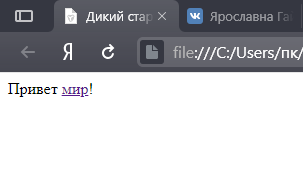 Дикий стар
Ярославна Га
Я
file:///C:/Users/пк/
Привет мир!